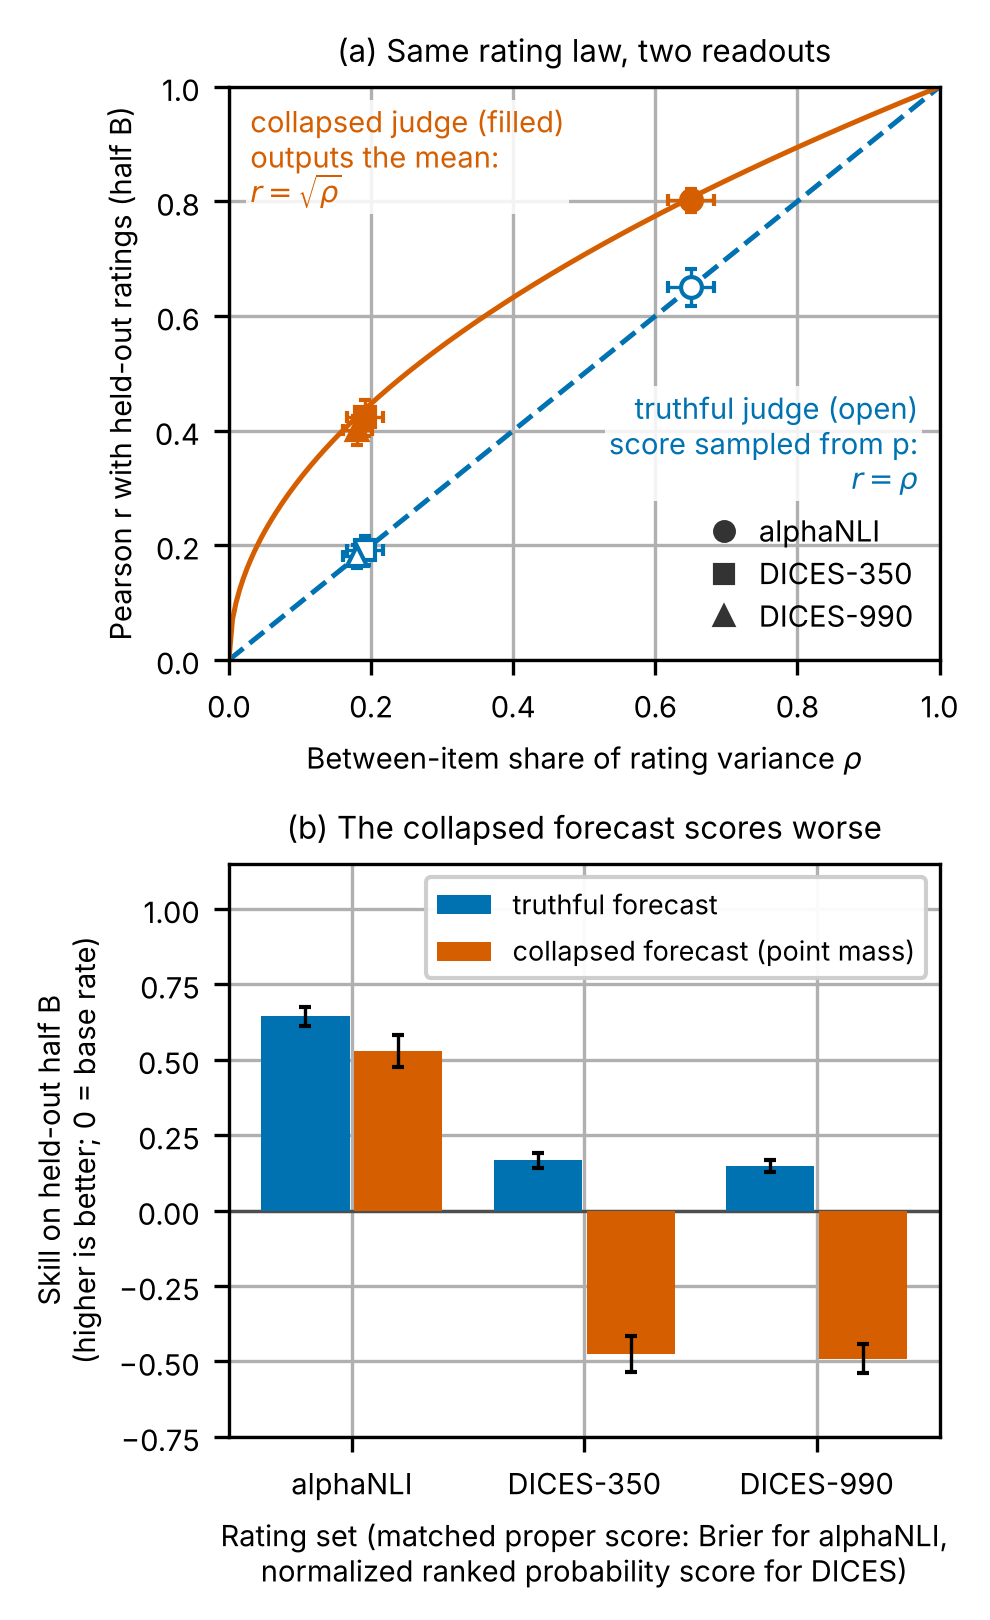 (a) Same rating law, two readouts
Pearson r with held-out ratings (half B)
1.0
0.8
0.6
0.4
0.2
0.0
collapsed judge (filled)
outputs the mean:
r = √ρ
truthful judge (open)
score sampled from p:
r = ρ
alphaNLI
DICES-350
DICES-990
0.0 0.2 0.4 0.6 0.8 1.0
Between-item share of rating variance ρ
(b) The collapsed forecast scores worse
Skill on held-out half B
(higher is better; 0 = base rate)
1.00
0.75
0.50
0.25
0.00
−0.25
−0.50
−0.75
truthful forecast
collapsed forecast (point mass)
alphaNLI DICES-350 DICES-990
Rating set (matched proper score: Brier for alphaNLI,
normalized ranked probability score for DICES)